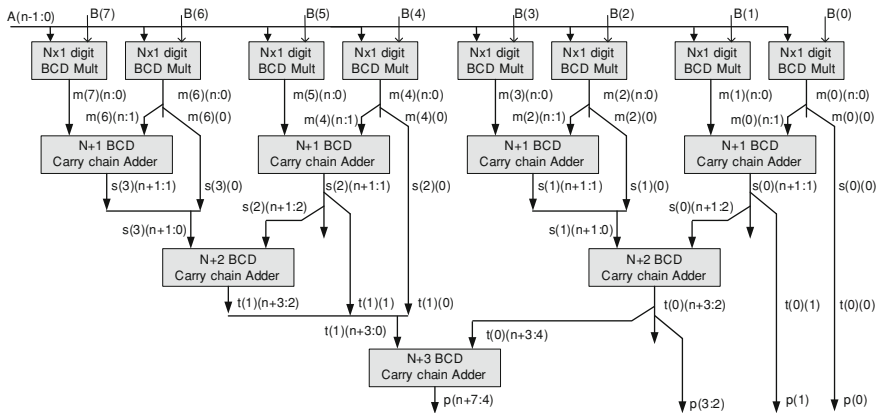 A(n-1:0) B(7) B(6) B(5) B(4) B(3) B(2) B(1) B(0)
Nx1 digit BCD Mult
Nx1 digit BCD Mult
Nx1 digit BCD Mult
Nx1 digit BCD Mult
Nx1 digit BCD Mult
Nx1 digit BCD Mult
Nx1 digit BCD Mult
Nx1 digit BCD Mult
m(7)(n:0) m(6)(n:0) m(5)(n:0) m(4)(n:0) m(3)(n:0) m(2)(n:0) m(1)(n:0) m(0)(n:0)
m(6)(n:1) m(6)(0) m(4)(n:1) m(4)(0) m(2)(n:1) m(2)(0) m(0)(n:1) m(0)(0)
N+1 BCD
Carry chain Adder
N+1 BCD
Carry chain Adder
N+1 BCD
Carry chain Adder
N+1 BCD
Carry chain Adder
s(3)(n+1:1) s(3)(0) s(2)(n+1:1) s(2)(0) s(1)(n+1:1) s(1)(0) s(0)(n+1:1) s(0)(0)
s(2)(n+1:2) s(0)(n+1:2)
s(3)(n+1:0) s(1)(n+1:0)
N+2 BCD
Carry chain Adder
N+2 BCD
Carry chain Adder
t(1)(n+3:2) t(1)(1) t(1)(0) t(0)(n+3:2) t(0)(1) t(0)(0)
t(1)(n+3:0) t(0)(n+3:4)
N+3 BCD
Carry chain Adder
p(n+7:4) p(3:2) p(1) p(0)